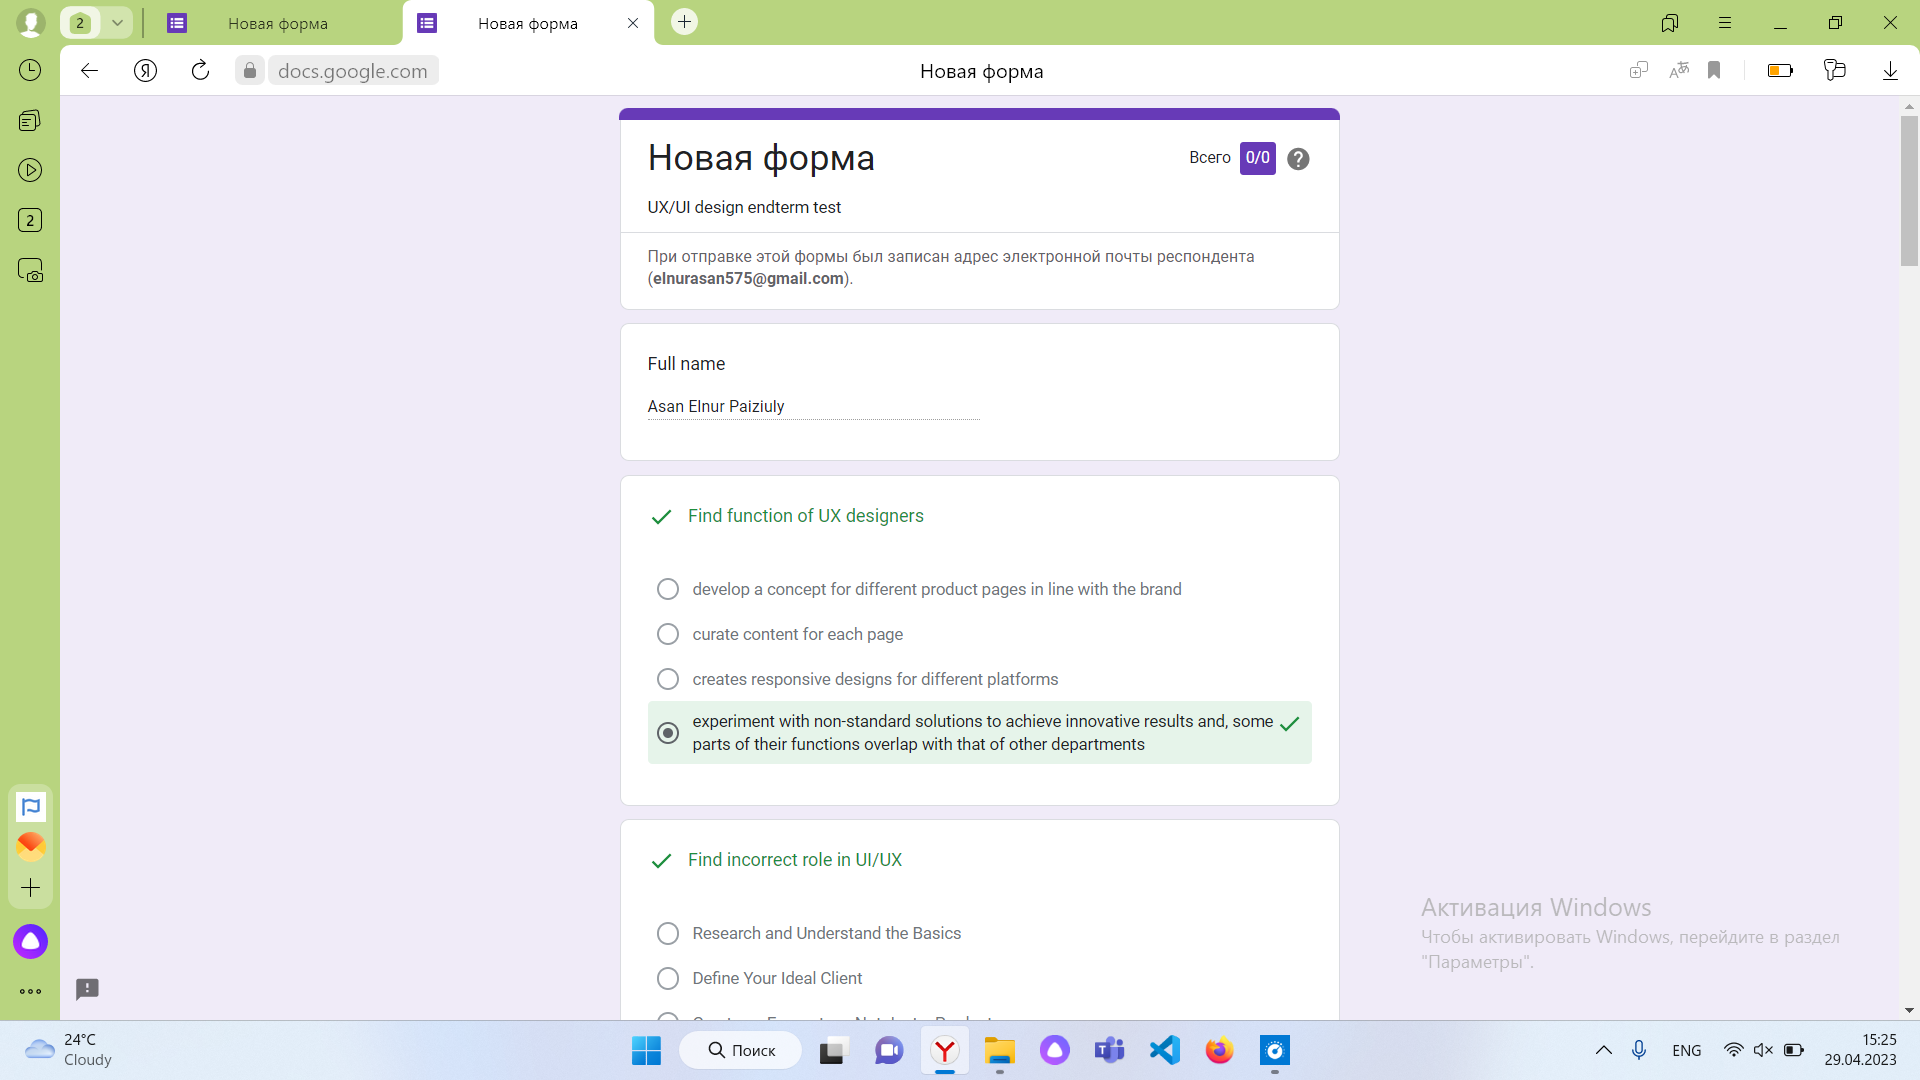 2
Новая форма
Новая форма
docs.google.com
Новая форма
2
Новая форма
Всего 0/0
UX/UI design endterm test
При отправке этой формы был записан адрес электронной почты респондента
(elnurasan575@gmail.com).
Full name
Asan Elnur Paiziuly
Find function of UX designers
develop a concept for different product pages in line with the brand
curate content for each page
creates responsive designs for different platforms
experiment with non-standard solutions to achieve innovative results and, some
parts of their functions overlap with that of other departments
Find incorrect role in UI/UX
Research and Understand the Basics
Define Your Ideal Client
Активация Windows
Чтобы активировать Windows, перейдите в раздел
"Параметры".
24°C
Cloudy
Поиск
ENG
15:25
29.04.2023